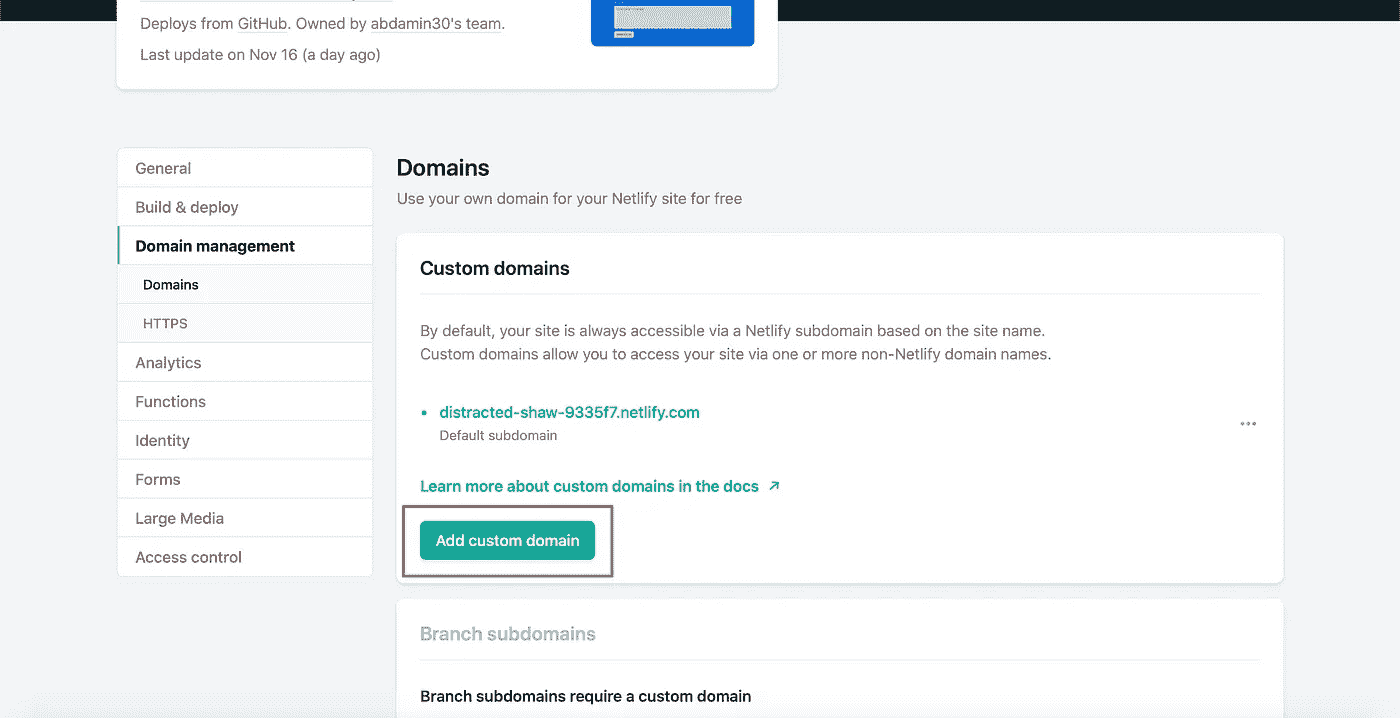 Deploys from GitHub. Owned by abdamin30's team.
Last update on Nov 16 (a day ago)
General
Build & deploy
Domain management
Domains
HTTPS
Analytics
Functions
Identity
Forms
Large Media
Access control
Domains
Use your own domain for your Netlify site for free
Custom domains
By default, your site is always accessible via a Netlify subdomain based on the site name.
Custom domains allow you to access your site via one or more non-Netlify domain names.
distracted-shaw-9335f7.netlify.com
Default subdomain
Learn more about custom domains in the docs
Add custom domain
Branch subdomains
Branch subdomains require a custom domain